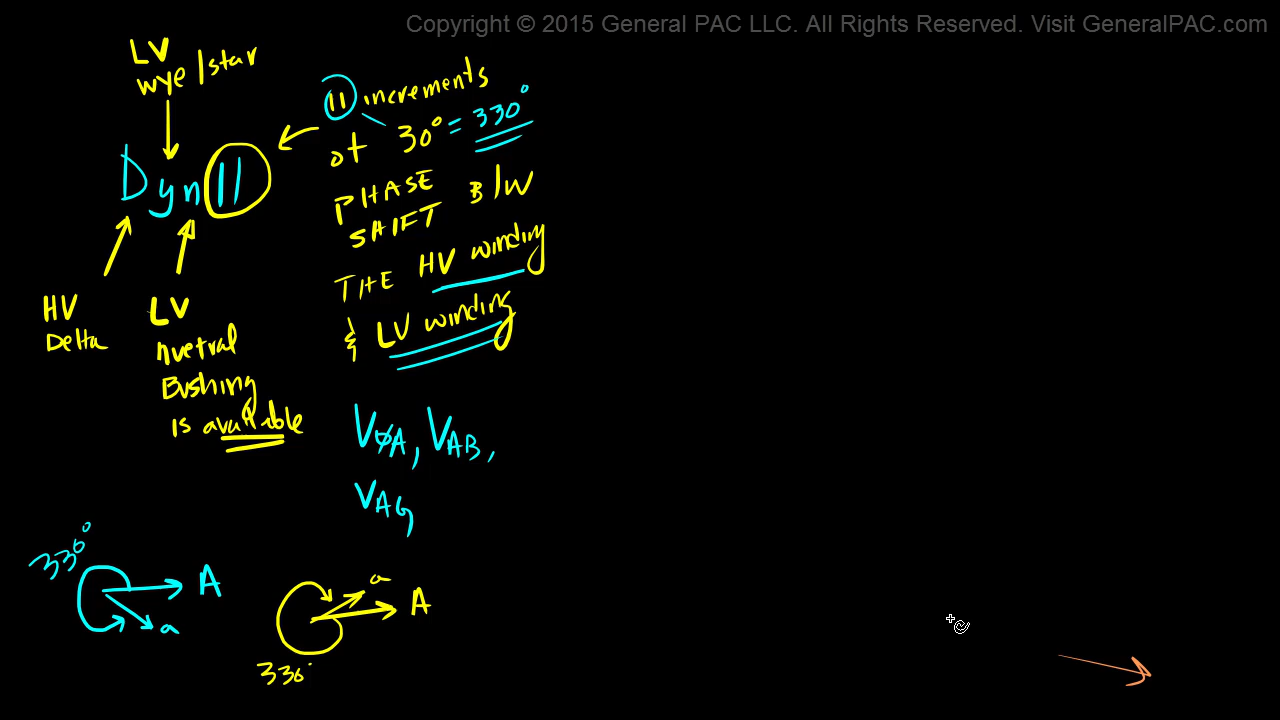 Copyright © 2015 General PAC LLC. All Rights Reserved. Visit GeneralPAC.com
LV
wye/star
Dyn11
HV
Delta
LV
nuetral
Bushing
is available
11 increments
of 30° = 330°
PHASE
SHIFT B/W
THE HV winding
& LV winding
VøA, VAB,
VAG
330°
A
a
a
A
330°